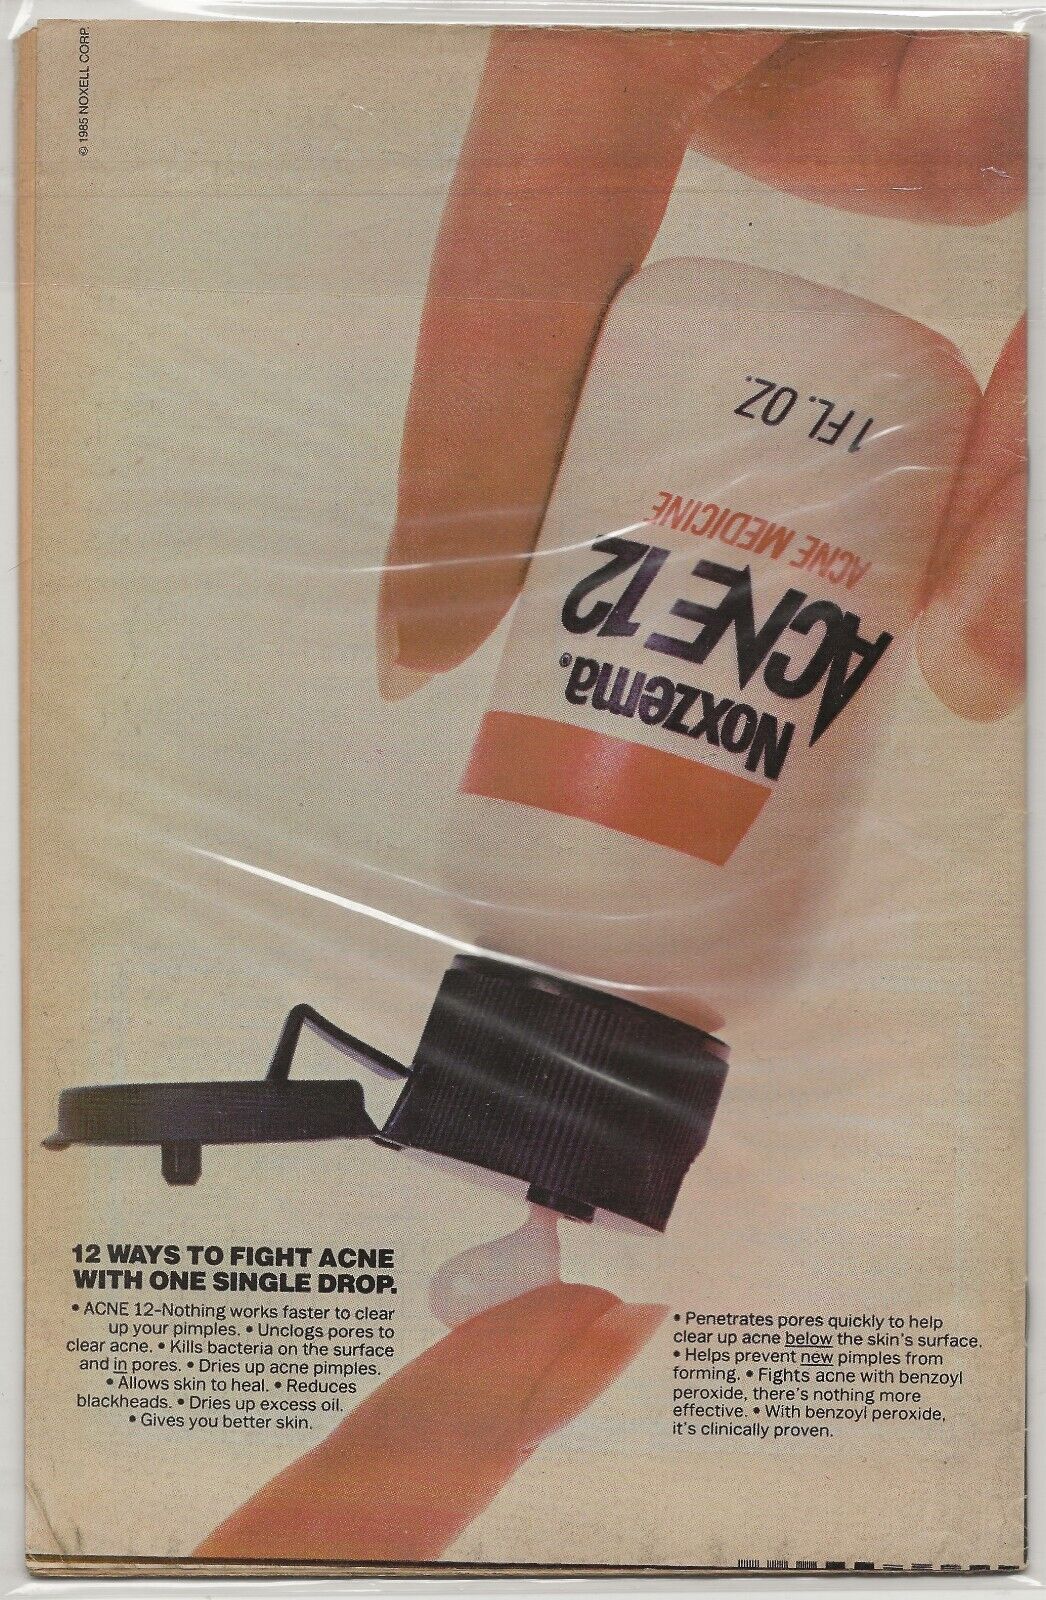 © 1985 NOXELL CORP.
1 FL. OZ.
ACNE MEDICINE
ACNE 12
Noxzema®
12 WAYS TO FIGHT ACNE
WITH ONE SINGLE DROP.
• ACNE 12–Nothing works faster to clear
up your pimples. • Unclogs pores to
clear acne. • Kills bacteria on the surface
and in pores. • Dries up acne pimples.
• Allows skin to heal. • Reduces
blackheads. • Dries up excess oil.
• Gives you better skin.
• Penetrates pores quickly to help
clear up acne below the skin's surface.
• Helps prevent new pimples from
forming. • Fights acne with benzoyl
peroxide, there's nothing more
effective. • With benzoyl peroxide,
it's clinically proven.